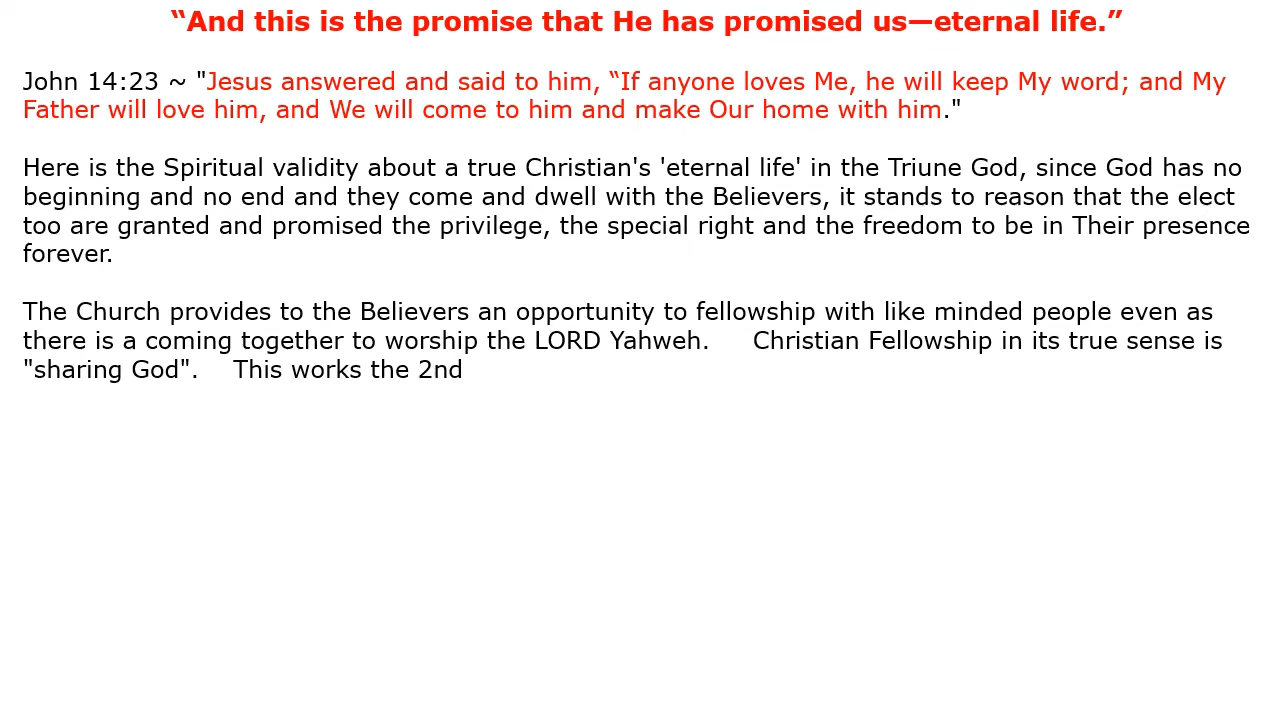 “And this is the promise that He has promised us—eternal life.”
John 14:23 ~ "Jesus answered and said to him, “If anyone loves Me, he will keep My word; and My
Father will love him, and We will come to him and make Our home with him."
Here is the Spiritual validity about a true Christian's 'eternal life' in the Triune God, since God has no
beginning and no end and they come and dwell with the Believers, it stands to reason that the elect
too are granted and promised the privilege, the special right and the freedom to be in Their presence
forever.
The Church provides to the Believers an opportunity to fellowship with like minded people even as
there is a coming together to worship the LORD Yahweh. Christian Fellowship in its true sense is
"sharing God". This works the 2nd